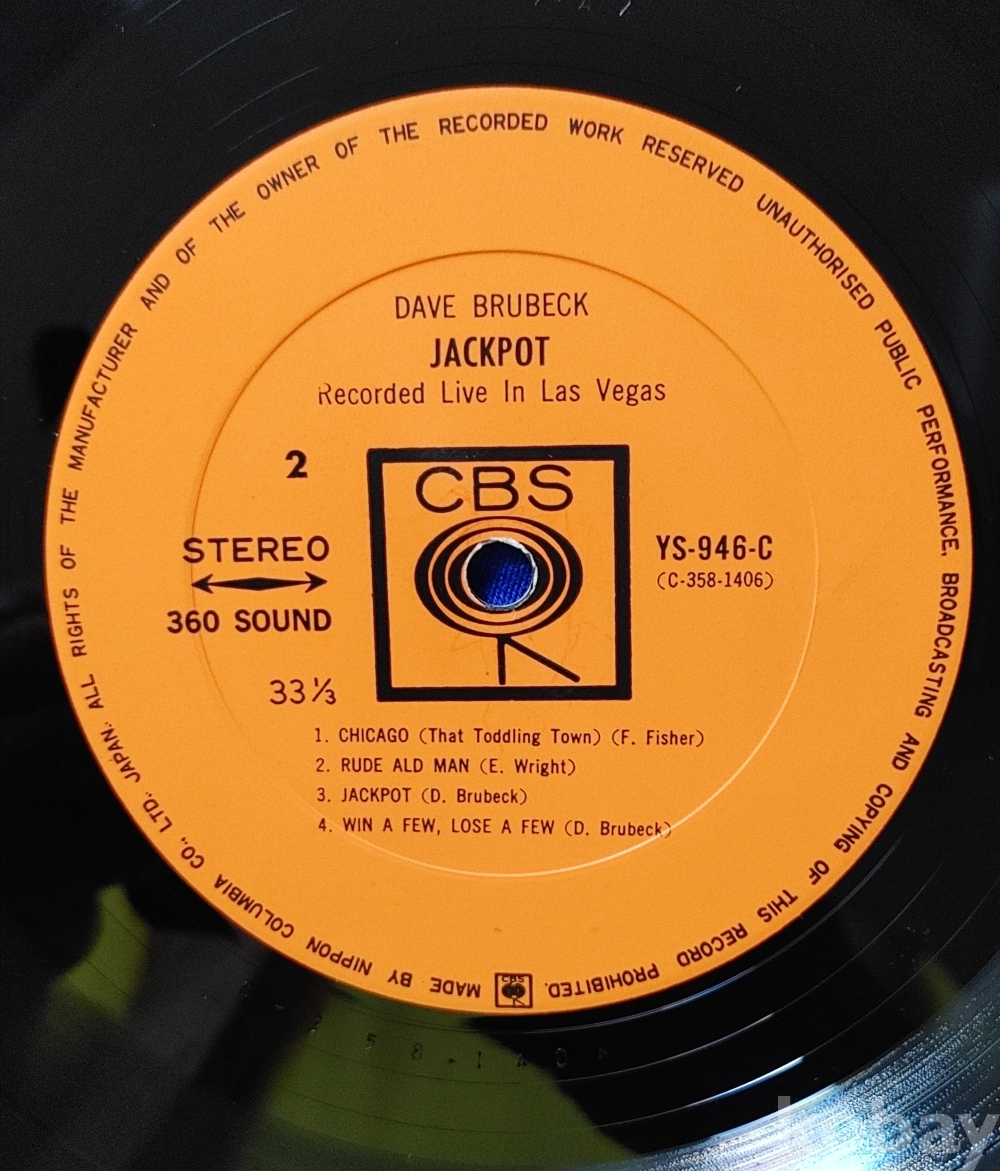 DAVE BRUBECK
JACKPOT
Recorded Live In Las Vegas
2
CBS
STEREO
360 SOUND
33 ⅓
YS-946-C
(C-358-1406)
1. CHICAGO (That Toddling Town) (F. Fisher)
2. RUDE ALD MAN (E. Wright)
3. JACKPOT (D. Brubeck)
4. WIN A FEW, LOSE A FEW (D. Brubeck)
MADE BY NIPPON COLUMBIA CO., LTD. JAPAN. ALL RIGHTS OF THE MANUFACTURER AND OF THE OWNER OF THE RECORDED WORK RESERVED UNAUTHORISED PUBLIC PERFORMANCE, BROADCASTING AND COPYING OF THIS RECORD PROHIBITED.
CBS